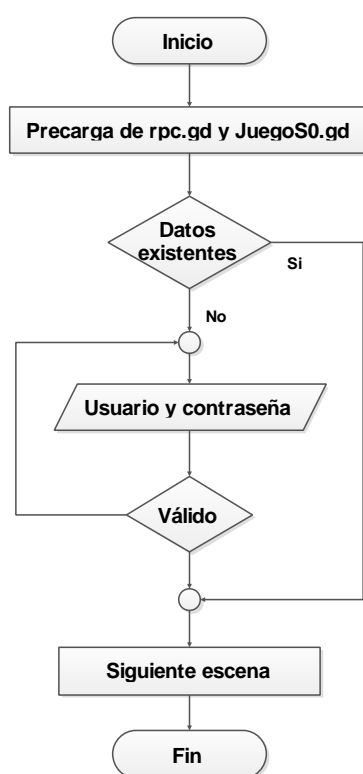 Inicio
Precarga de rpc.gd y JuegoS0.gd
Datos
existentes
Si
No
Usuario y contraseña
Válido
Siguiente escena
Fin